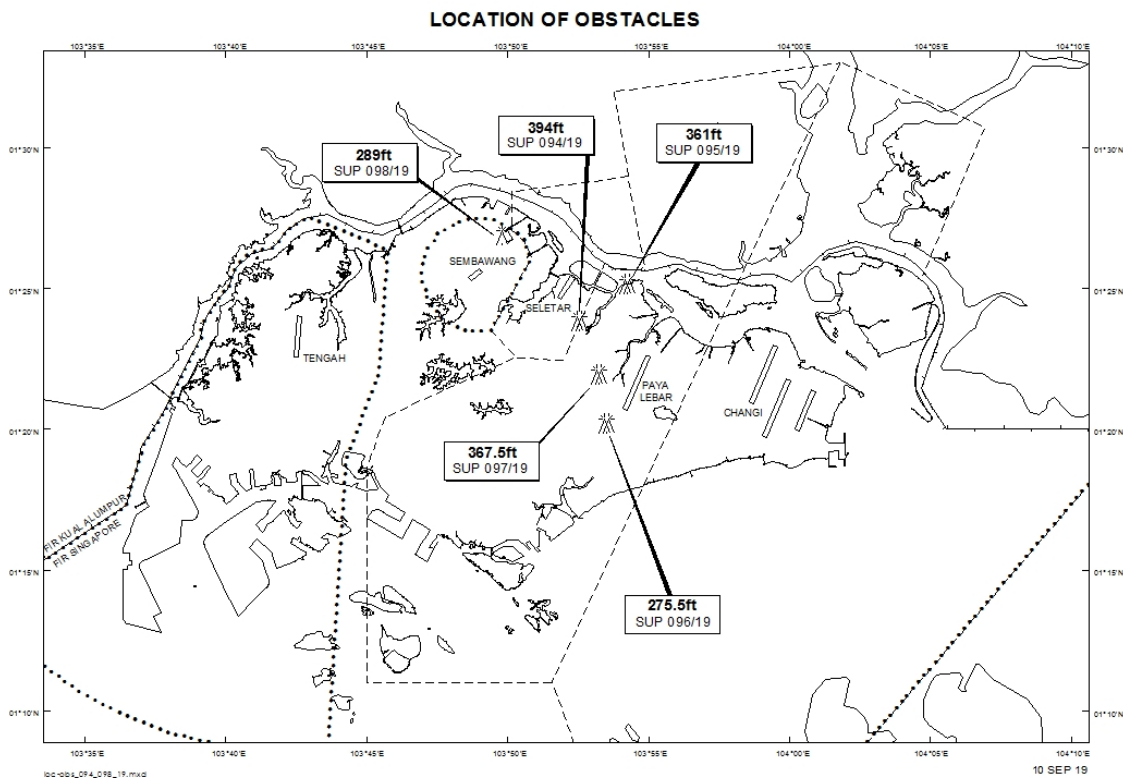 LOCATION OF OBSTACLES
103°35'E
103°40'E
103°45'E
103°50'E
103°55'E
104°00'E
104°05'E
104°10'E
394ft
SUP 094/19
361ft
SUP 095/19
289ft
SUP 098/19
01°30'N
01°30'N
SEMBAWANG
01°25'N
SELETAR
01°25'N
TENGAH
PAYA
LEBAR
CHANGI
01°20'N
01°20'N
367.5ft
SUP 097/19
FIR KUALA LUMPUR
FIR SINGAPORE
01°15'N
01°15'N
275.5ft
SUP 096/19
01°10'N
01°10'N
103°35'E
103°40'E
103°45'E
103°50'E
103°55'E
104°00'E
104°05'E
104°10'E
loc-obs_094_098_19.mxd
10 SEP 19